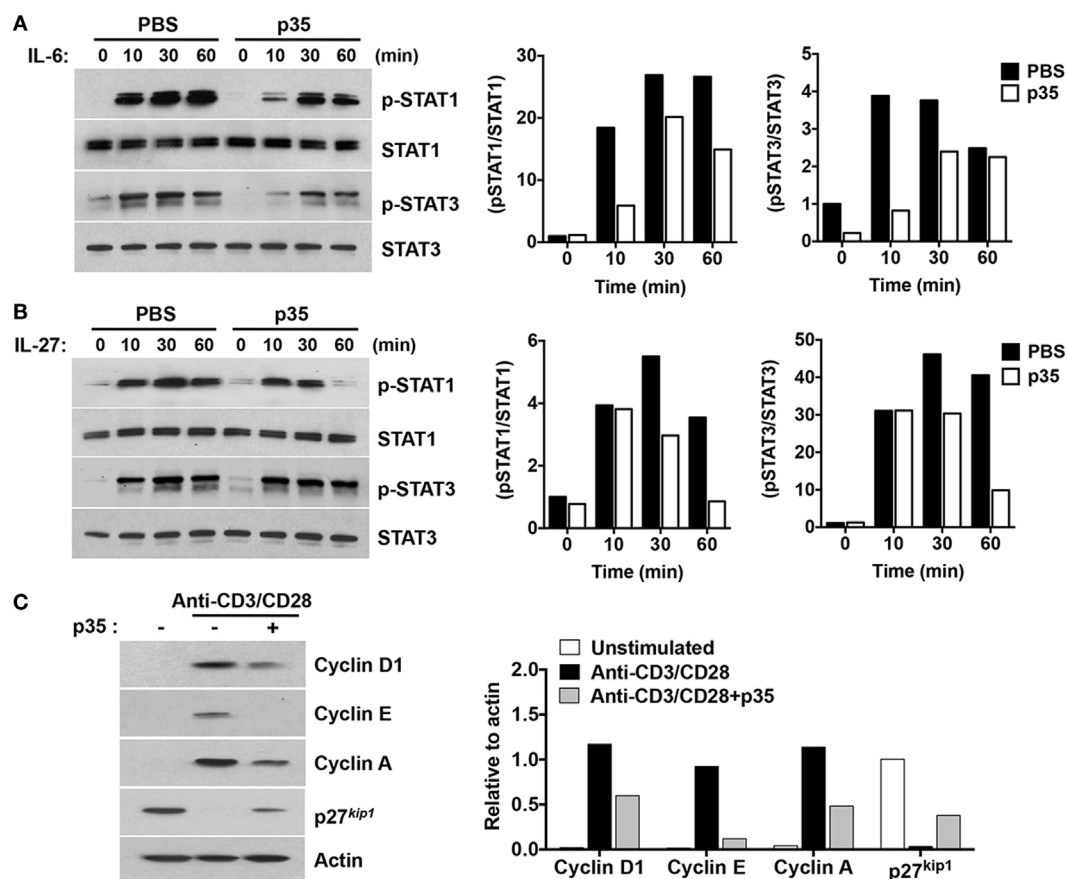 A
PBS p35
IL-6: 0 10 30 60 0 10 30 60 (min)
p-STAT1
STAT1
p-STAT3
STAT3
(pSTAT1/STAT1)
30
20
10
0
0 10 30 60
Time (min)
(pSTAT3/STAT3)
5
4
3
2
1
0
0 10 30 60
Time (min)
PBS
p35
B
PBS p35
IL-27: 0 10 30 60 0 10 30 60 (min)
p-STAT1
STAT1
p-STAT3
STAT3
(pSTAT1/STAT1)
6
4
2
0
0 10 30 60
Time (min)
(pSTAT3/STAT3)
50
40
30
20
10
0
0 10 30 60
Time (min)
PBS
p35
C
Anti-CD3/CD28
p35 : - - +
Cyclin D1
Cyclin E
Cyclin A
p27kip1
Actin
Relative to actin
2.0
1.5
1.0
0.5
0.0
Unstimulated
Anti-CD3/CD28
Anti-CD3/CD28+p35
Cyclin D1 Cyclin E Cyclin A p27kip1